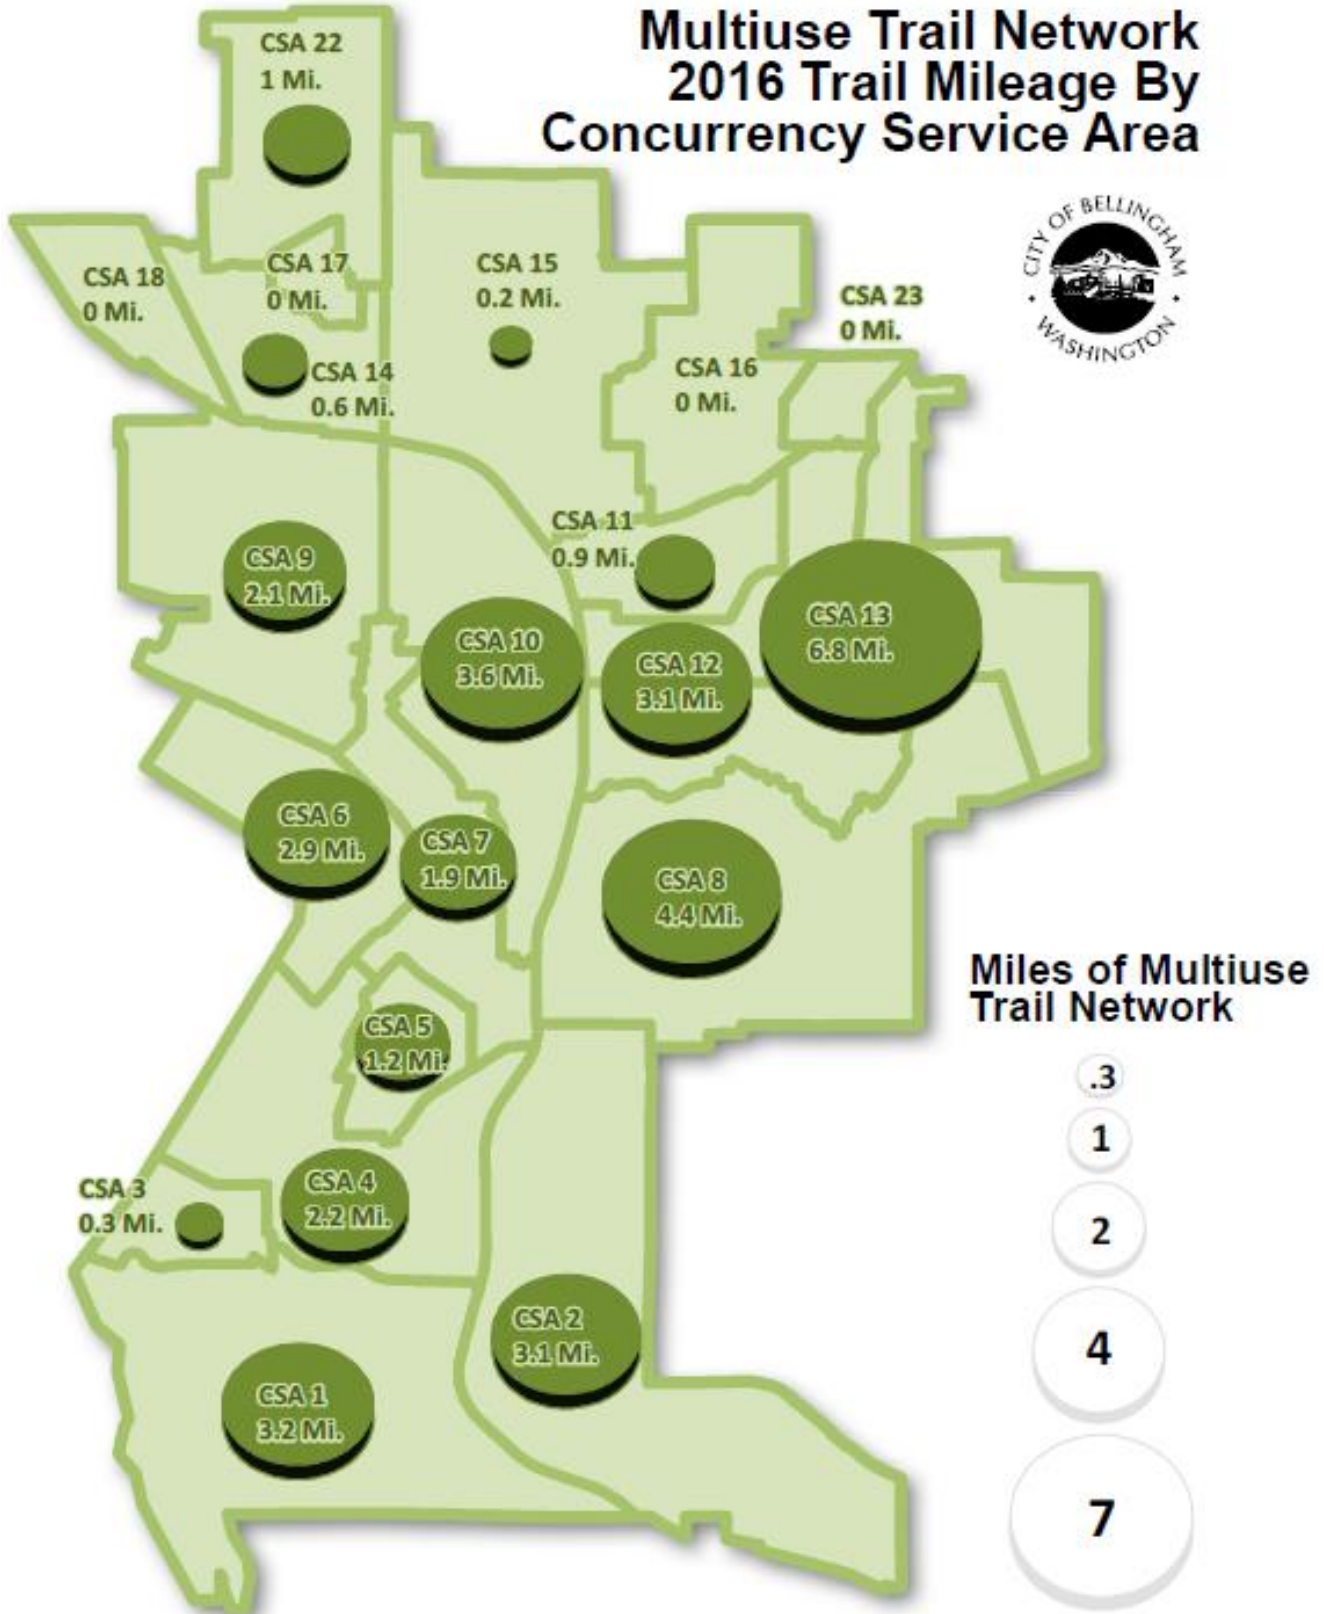 Multiuse Trail Network
2016 Trail Mileage By
Concurrency Service Area
CITY OF BELLINGHAM
• WASHINGTON •
CSA 22
1 Mi.
CSA 18
0 Mi.
CSA 17
0 Mi.
CSA 15
0.2 Mi.
CSA 23
0 Mi.
CSA 14
0.6 Mi.
CSA 16
0 Mi.
CSA 11
0.9 Mi.
CSA 9
2.1 Mi.
CSA 10
3.6 Mi.
CSA 12
3.1 Mi.
CSA 13
6.8 Mi.
CSA 6
2.9 Mi.
CSA 7
1.9 Mi.
CSA 8
4.4 Mi.
CSA 5
1.2 Mi.
CSA 3
0.3 Mi.
CSA 4
2.2 Mi.
CSA 2
3.1 Mi.
CSA 1
3.2 Mi.
Miles of Multiuse
Trail Network
.3
1
2
4
7